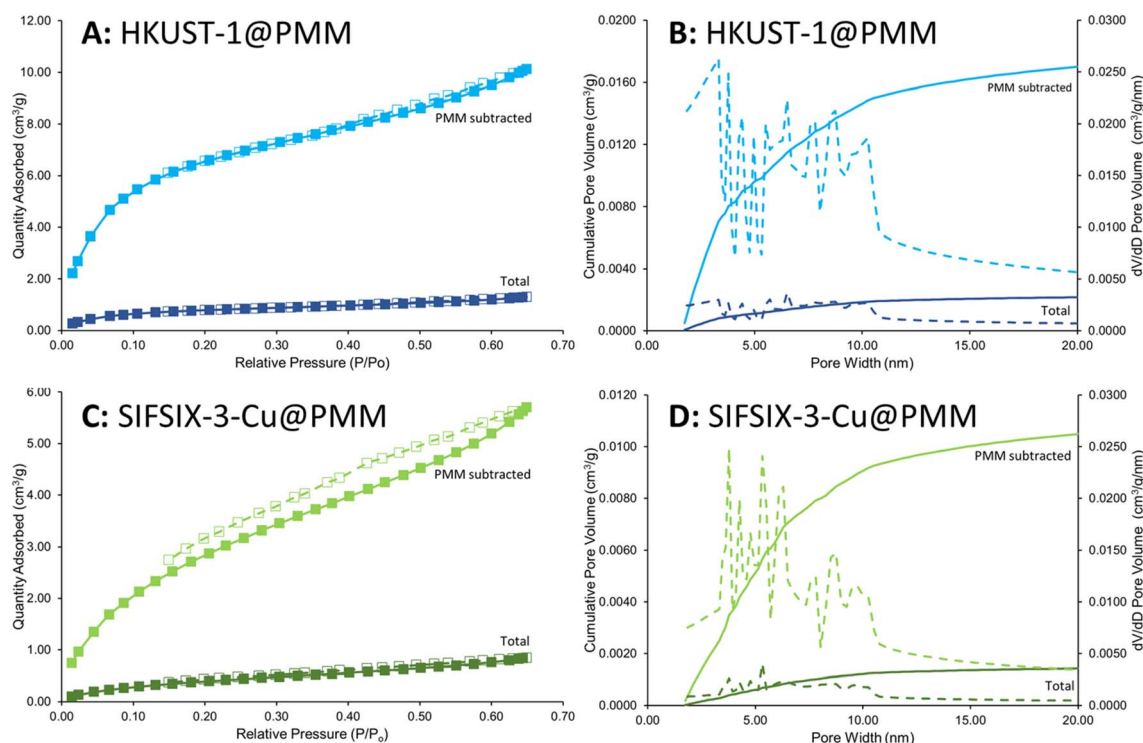 A: HKUST-1@PMM
12.00
10.00
8.00
6.00
4.00
2.00
0.00
Quantity Adsorbed (cm³/g)
PMM subtracted
Total
0.00 0.10 0.20 0.30 0.40 0.50 0.60 0.70
Relative Pressure (P/Po)
B: HKUST-1@PMM
0.0200
0.0160
0.0120
0.0080
0.0040
0.0000
Cumulative Pore Volume (cm³/g)
PMM subtracted
Total
0.0300
0.0250
0.0200
0.0150
0.0100
0.0050
0.0000
dV/dD Pore Volume (cm³/g/nm)
0.00 5.00 10.00 15.00 20.00
Pore Width (nm)
C: SIFSIX-3-Cu@PMM
6.00
5.00
4.00
3.00
2.00
1.00
0.00
Quantity Adsorbed (cm³/g)
PMM subtracted
Total
0.00 0.10 0.20 0.30 0.40 0.50 0.60 0.70
Relative Pressure (P/Pₒ)
D: SIFSIX-3-Cu@PMM
0.0120
0.0100
0.0080
0.0060
0.0040
0.0020
0.0000
Cumulative Pore Volume (cm³/g)
PMM subtracted
Total
0.0300
0.0250
0.0200
0.0150
0.0100
0.0050
0.0000
dV/dD Pore Volume (cm³/g/nm)
0.00 5.00 10.00 15.00 20.00
Pore Width (nm)